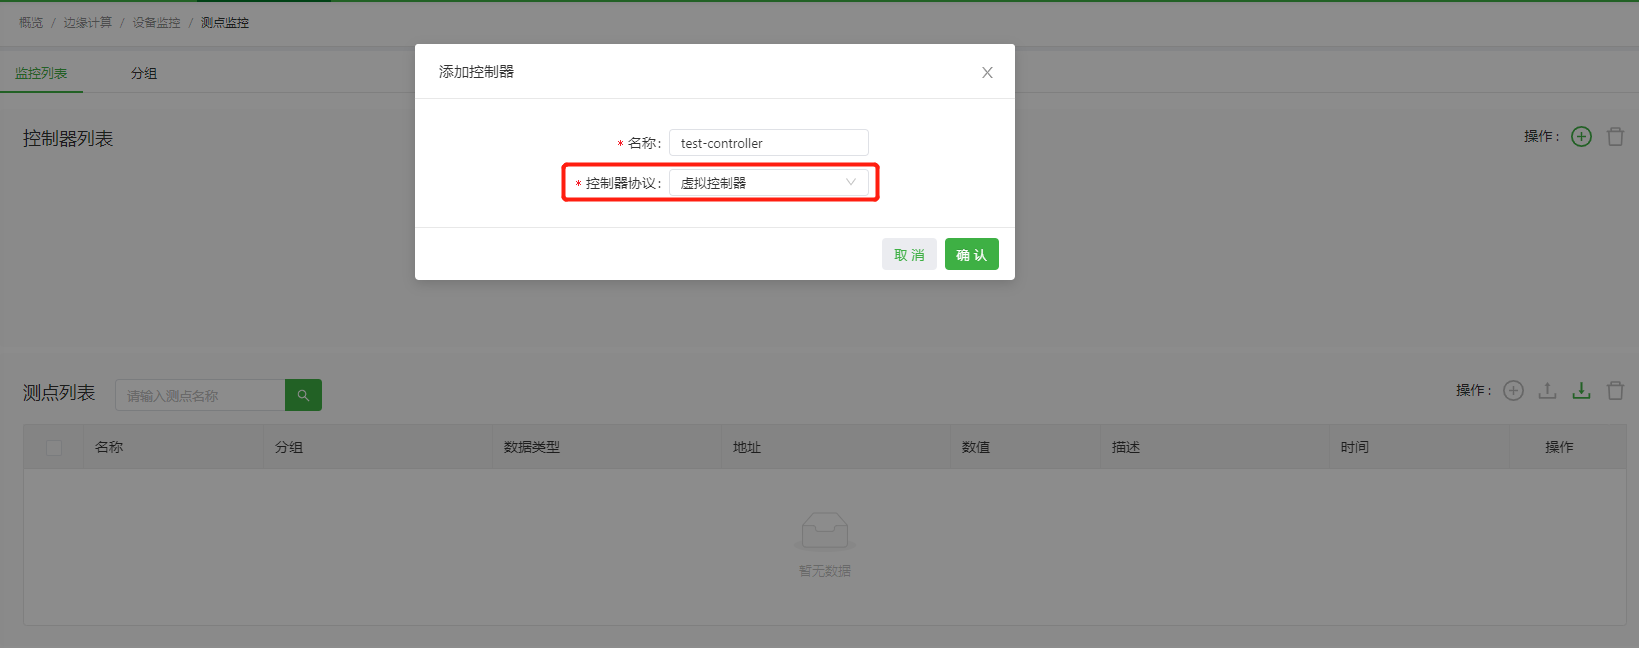 概览 / 边缘计算 / 设备监控 / 测点监控
监控列表 分组
添加控制器
控制器列表
操作：
* 名称： test-controller
* 控制器协议： 虚拟控制器
取 消 确 认
测点列表 请输入测点名称
操作：
名称 分组 数据类型 地址 数值 描述 时间 操作
暂无数据